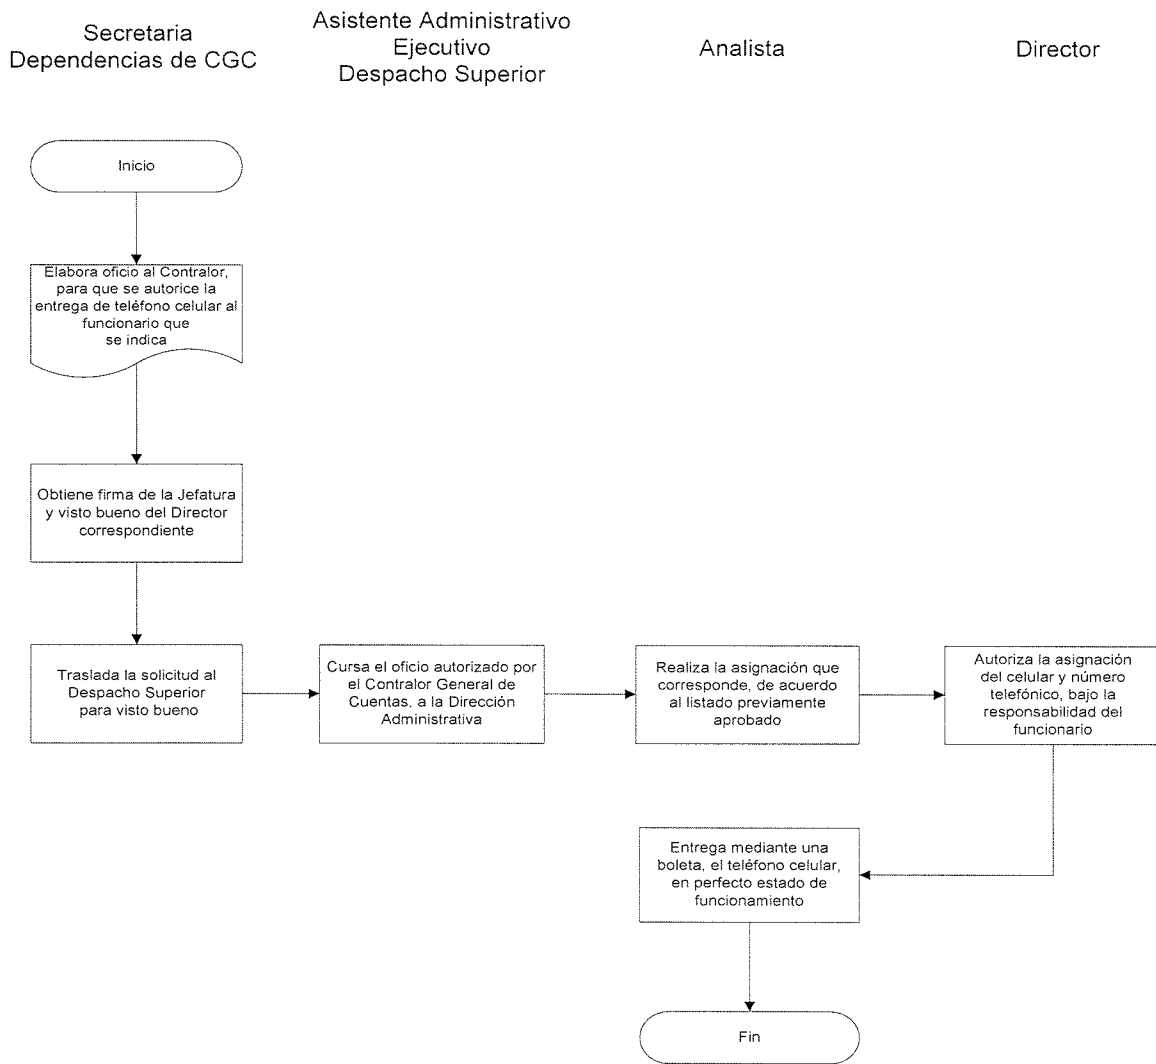 Secretaria
Dependencias de CGC
Asistente Administrativo
Ejecutivo
Despacho Superior
Analista
Director
Inicio
Elabora oficio al Contralor,
para que se autorice la
entrega de teléfono celular al
funcionario que
se indica
Obtiene firma de la Jefatura
y visto bueno del Director
correspondiente
Traslada la solicitud al
Despacho Superior
para visto bueno
Cursa el oficio autorizado por
el Contralor General de
Cuentas, a la Dirección
Administrativa
Realiza la asignación que
corresponde, de acuerdo
al listado previamente
aprobado
Autoriza la asignación
del celular y número
telefónico, bajo la
responsabilidad del
funcionario
Entrega mediante una
boleta, el teléfono celular,
en perfecto estado de
funcionamiento
Fin